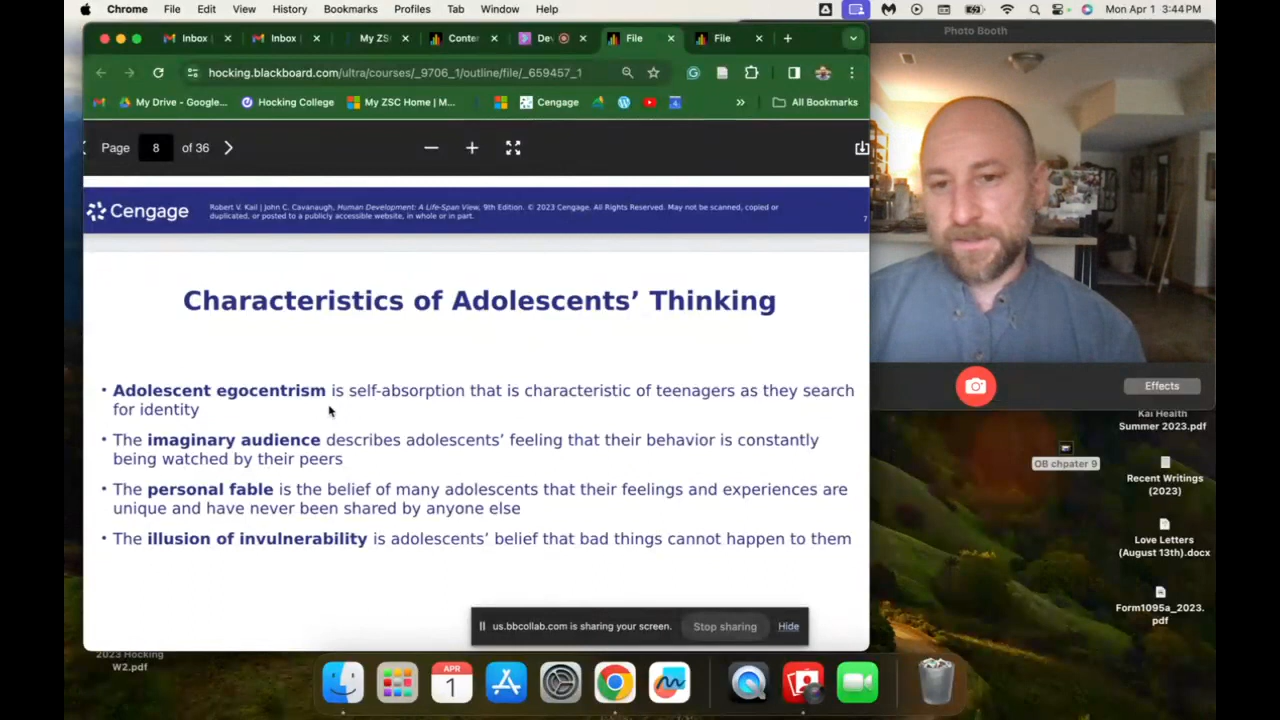 Chrome File Edit View History Bookmarks Profiles Tab Window Help Mon Apr 1 3:44 PM
Photo Booth
Inbox Inbox My ZS Conter Dev File File
hocking.blackboard.com/ultra/courses/_9706_1/outline/file/_659457_1
My Drive - Google... Hocking College My ZSC Home | M... Cengage » All Bookmarks
Page 8 of 36
Cengage
Robert V. Kail | John C. Cavanaugh, Human Development: A Life-Span View, 9th Edition. © 2023 Cengage. All Rights Reserved. May not be scanned, copied or
duplicated, or posted to a publicly accessible website, in whole or in part.
7
Characteristics of Adolescents’ Thinking
• Adolescent egocentrism is self-absorption that is characteristic of teenagers as they search
for identity
• The imaginary audience describes adolescents’ feeling that their behavior is constantly
being watched by their peers
• The personal fable is the belief of many adolescents that their feelings and experiences are
unique and have never been shared by anyone else
• The illusion of invulnerability is adolescents’ belief that bad things cannot happen to them
us.bbcollab.com is sharing your screen. Stop sharing Hide
Effects
Kai Health
Summer 2023.pdf
OB chpater 9
Recent Writings
(2023)
Love Letters
(August 13th).docx
Form1095a_2023.
pdf
2023 Hocking
W2.pdf
APR
1